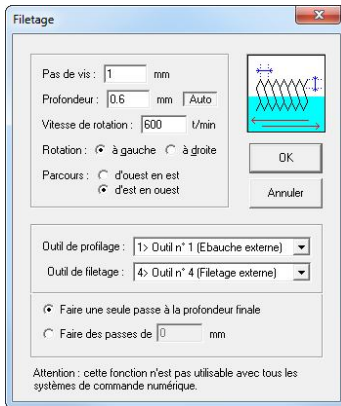 Filetage
Pas de vis : 1 mm
Profondeur : 0.6 mm Auto
Vitesse de rotation : 600 t/min
Rotation : à gauche à droite
Parcours : d'ouest en est
d'est en ouest
OK
Annuler
Outil de profilage : 1> Outil n° 1 (Ebauche externe)
Outil de filetage : 4> Outil n° 4 (Filetage externe)
Faire une seule passe à la profondeur finale
Faire des passes de 0 mm
Attention : cette fonction n'est pas utilisable avec tous les
systèmes de commande numérique.